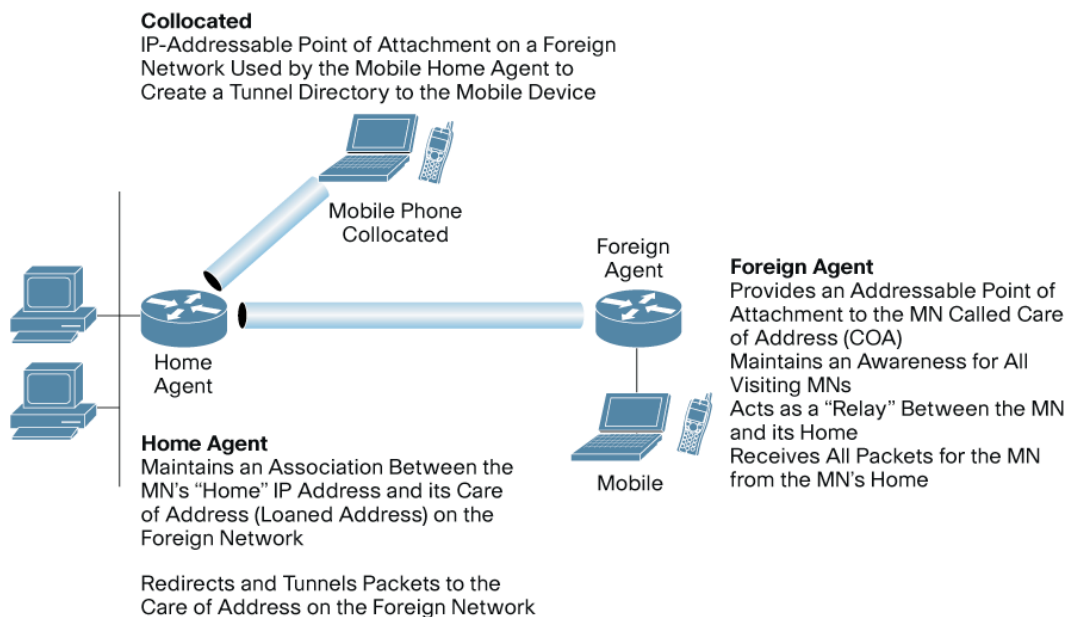 Collocated
IP-Addressable Point of Attachment on a Foreign
Network Used by the Mobile Home Agent to
Create a Tunnel Directory to the Mobile Device
Mobile Phone
Collocated
Foreign
Agent
Home
Agent
Mobile
Foreign Agent
Provides an Addressable Point of
Attachment to the MN Called Care
of Address (COA)
Maintains an Awareness for All
Visiting MNs
Acts as a “Relay” Between the MN
and its Home
Receives All Packets for the MN
from the MN’s Home
Home Agent
Maintains an Association Between the
MN’s “Home” IP Address and its Care
of Address (Loaned Address) on the
Foreign Network
Redirects and Tunnels Packets to the
Care of Address on the Foreign Network